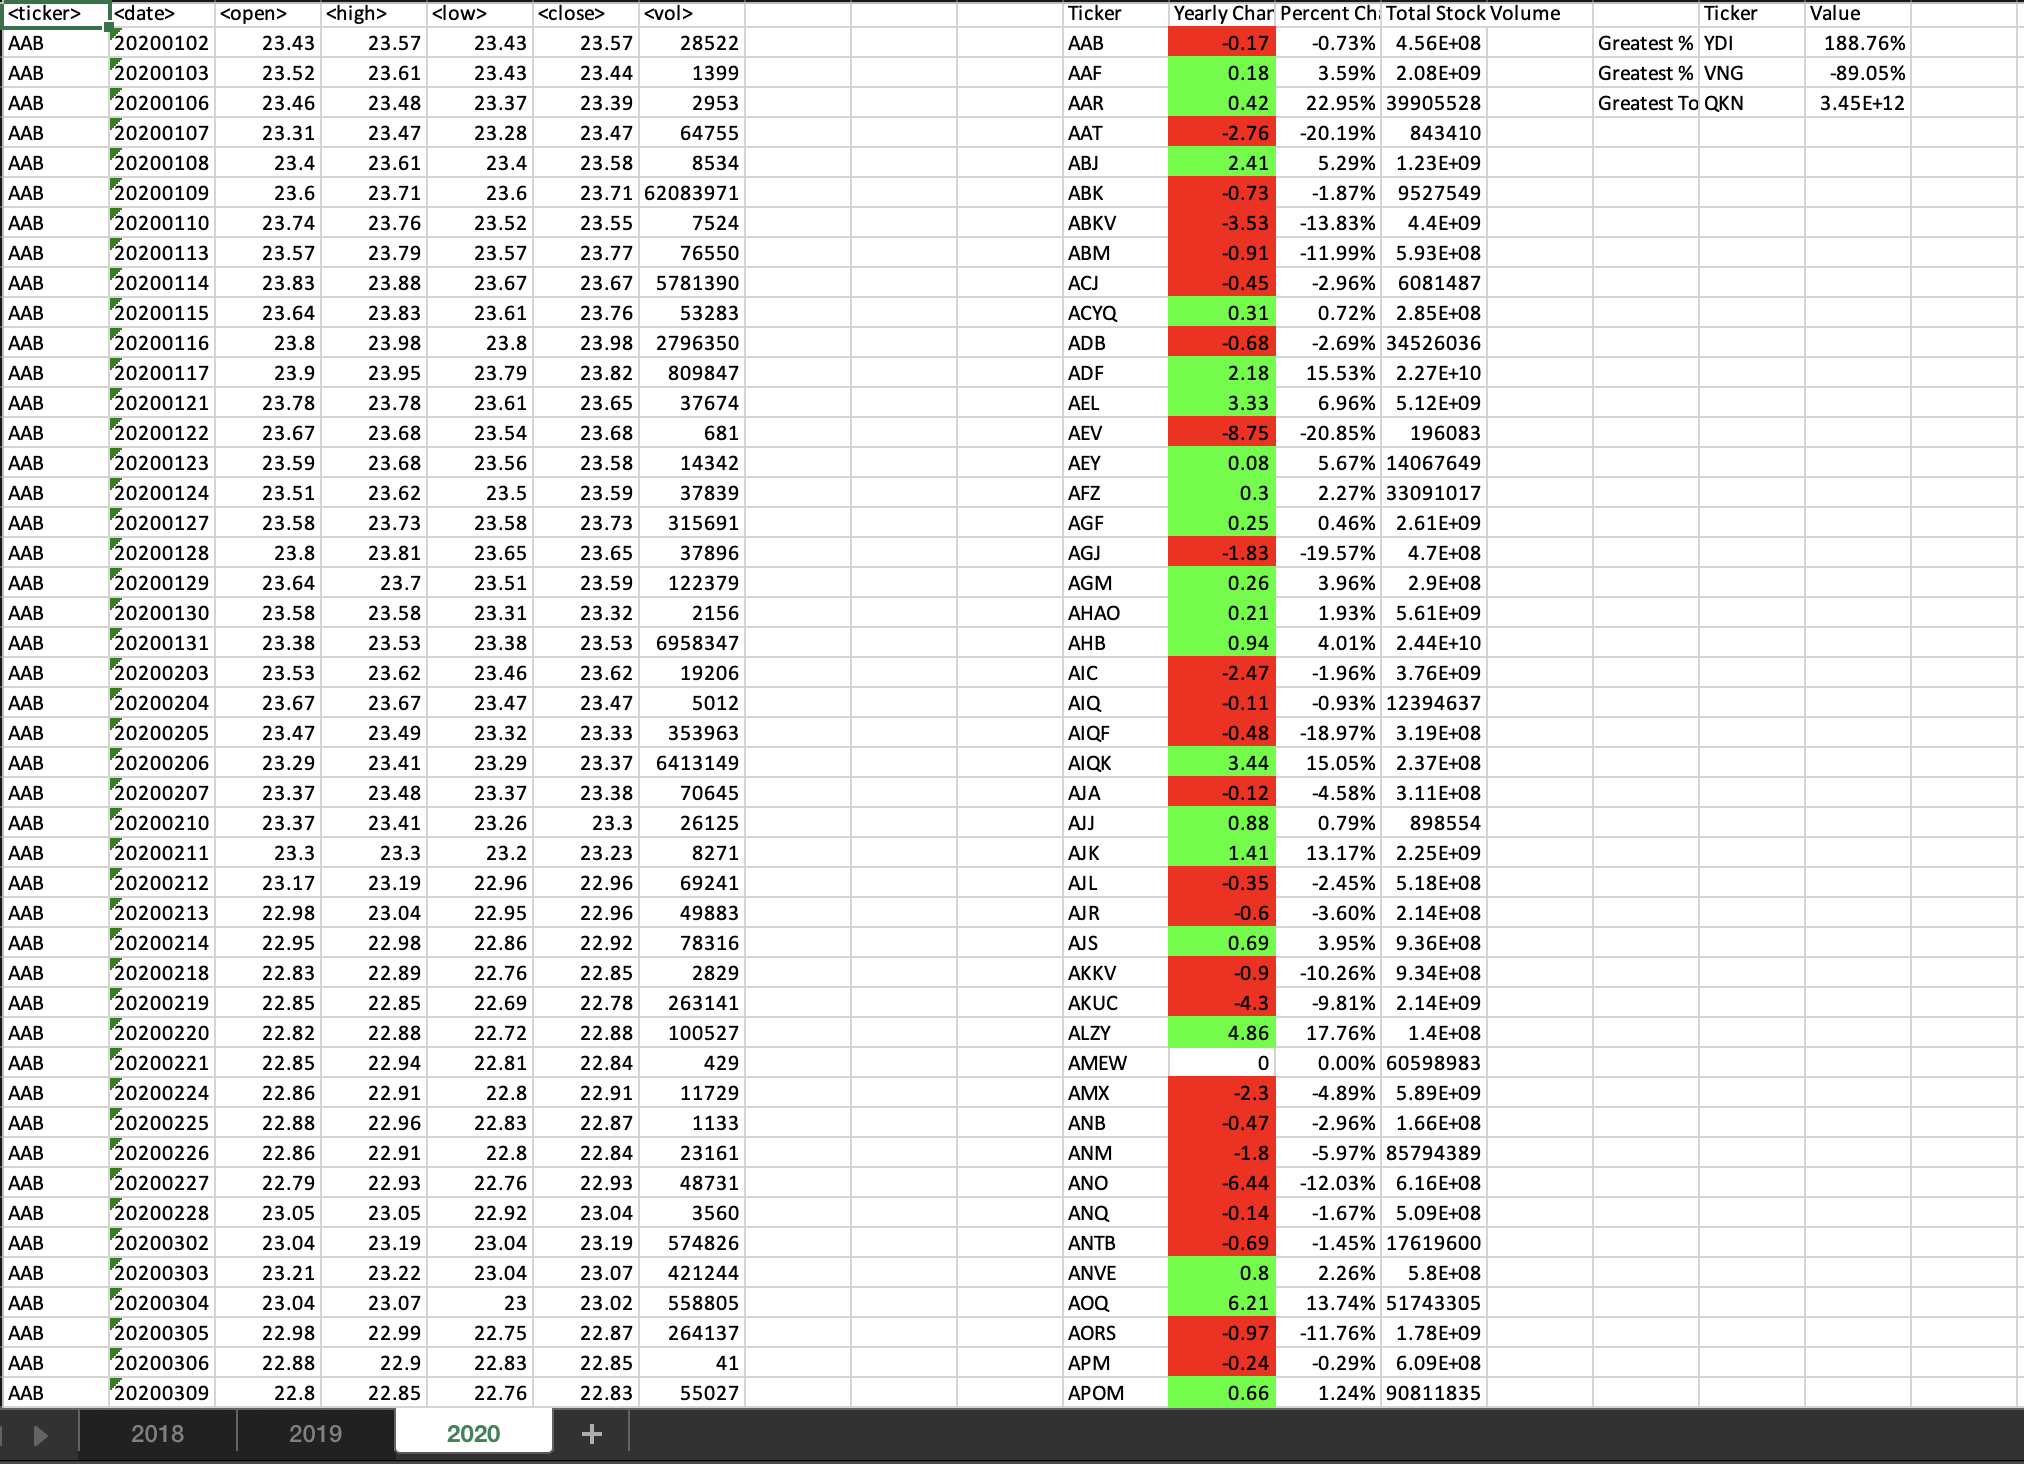 <ticker> <date> <open> <high> <low> <close> <vol> Ticker Yearly Char Percent Ch Total Stock Volume Ticker Value
AAB 20200102 23.43 23.57 23.43 23.57 28522 AAB -0.17 -0.73% 4.56E+08 Greatest % YDI 188.76%
AAB 20200103 23.52 23.61 23.43 23.44 1399 AAF 0.18 3.59% 2.08E+09 Greatest % VNG -89.05%
AAB 20200106 23.46 23.48 23.37 23.39 2953 AAR 0.42 22.95% 39905528 Greatest To QKN 3.45E+12
AAB 20200107 23.31 23.47 23.28 23.47 64755 AAT -2.76 -20.19% 843410
AAB 20200108 23.4 23.61 23.4 23.58 8534 ABJ 2.41 5.29% 1.23E+09
AAB 20200109 23.6 23.71 23.6 23.71 62083971 ABK -0.73 -1.87% 9527549
AAB 20200110 23.74 23.76 23.52 23.55 7524 ABKV -3.53 -13.83% 4.4E+09
AAB 20200113 23.57 23.79 23.57 23.77 76550 ABM -0.91 -11.99% 5.93E+08
AAB 20200114 23.83 23.88 23.67 23.67 5781390 ACJ -0.45 -2.96% 6081487
AAB 20200115 23.64 23.83 23.61 23.76 53283 ACYQ 0.31 0.72% 2.85E+08
AAB 20200116 23.8 23.98 23.8 23.98 2796350 ADB -0.68 -2.69% 34526036
AAB 20200117 23.9 23.95 23.79 23.82 809847 ADF 2.18 15.53% 2.27E+10
AAB 20200121 23.78 23.78 23.61 23.65 37674 AEL 3.33 6.96% 5.12E+09
AAB 20200122 23.67 23.68 23.54 23.68 681 AEV -8.75 -20.85% 196083
AAB 20200123 23.59 23.68 23.56 23.58 14342 AEY 0.08 5.67% 14067649
AAB 20200124 23.51 23.62 23.5 23.59 37839 AFZ 0.3 2.27% 33091017
AAB 20200127 23.58 23.73 23.58 23.73 315691 AGF 0.25 0.46% 2.61E+09
AAB 20200128 23.8 23.81 23.65 23.65 37896 AGJ -1.83 -19.57% 4.7E+08
AAB 20200129 23.64 23.7 23.51 23.59 122379 AGM 0.26 3.96% 2.9E+08
AAB 20200130 23.58 23.58 23.31 23.32 2156 AHAO 0.21 1.93% 5.61E+09
AAB 20200131 23.38 23.53 23.38 23.53 6958347 AHB 0.94 4.01% 2.44E+10
AAB 20200203 23.53 23.62 23.46 23.62 19206 AIC -2.47 -1.96% 3.76E+09
AAB 20200204 23.67 23.67 23.47 23.47 5012 AIQ -0.11 -0.93% 12394637
AAB 20200205 23.47 23.49 23.32 23.33 353963 AIQF -0.48 -18.97% 3.19E+08
AAB 20200206 23.29 23.41 23.29 23.37 6413149 AIQK 3.44 15.05% 2.37E+08
AAB 20200207 23.37 23.48 23.37 23.38 70645 AJA -0.12 -4.58% 3.11E+08
AAB 20200210 23.37 23.41 23.26 23.3 26125 AJJ 0.88 0.79% 898554
AAB 20200211 23.3 23.3 23.2 23.23 8271 AJK 1.41 13.17% 2.25E+09
AAB 20200212 23.17 23.19 22.96 22.96 69241 AJL -0.35 -2.45% 5.18E+08
AAB 20200213 22.98 23.04 22.95 22.96 49883 AJR -0.6 -3.60% 2.14E+08
AAB 20200214 22.95 22.98 22.86 22.92 78316 AJS 0.69 3.95% 9.36E+08
AAB 20200218 22.83 22.89 22.76 22.85 2829 AKKV -0.9 -10.26% 9.34E+08
AAB 20200219 22.85 22.85 22.69 22.78 263141 AKUC -4.3 -9.81% 2.14E+09
AAB 20200220 22.82 22.88 22.72 22.88 100527 ALZY 4.86 17.76% 1.4E+08
AAB 20200221 22.85 22.94 22.81 22.84 429 AMEW 0 0.00% 60598983
AAB 20200224 22.86 22.91 22.8 22.91 11729 AMX -2.3 -4.89% 5.89E+09
AAB 20200225 22.88 22.96 22.83 22.87 1133 ANB -0.47 -2.96% 1.66E+08
AAB 20200226 22.86 22.91 22.8 22.84 23161 ANM -1.8 -5.97% 85794389
AAB 20200227 22.79 22.93 22.76 22.93 48731 ANO -6.44 -12.03% 6.16E+08
AAB 20200228 23.05 23.05 22.92 23.04 3560 ANQ -0.14 -1.67% 5.09E+08
AAB 20200302 23.04 23.19 23.04 23.19 574826 ANTB -0.69 -1.45% 17619600
AAB 20200303 23.21 23.22 23.04 23.07 421244 ANVE 0.8 2.26% 5.8E+08
AAB 20200304 23.04 23.07 23 23.02 558805 AOQ 6.21 13.74% 51743305
AAB 20200305 22.98 22.99 22.75 22.87 264137 AORS -0.97 -11.76% 1.78E+09
AAB 20200306 22.88 22.9 22.83 22.85 41 APM -0.24 -0.29% 6.09E+08
AAB 20200309 22.8 22.85 22.76 22.83 55027 APOM 0.66 1.24% 90811835
2018 2019 2020 +